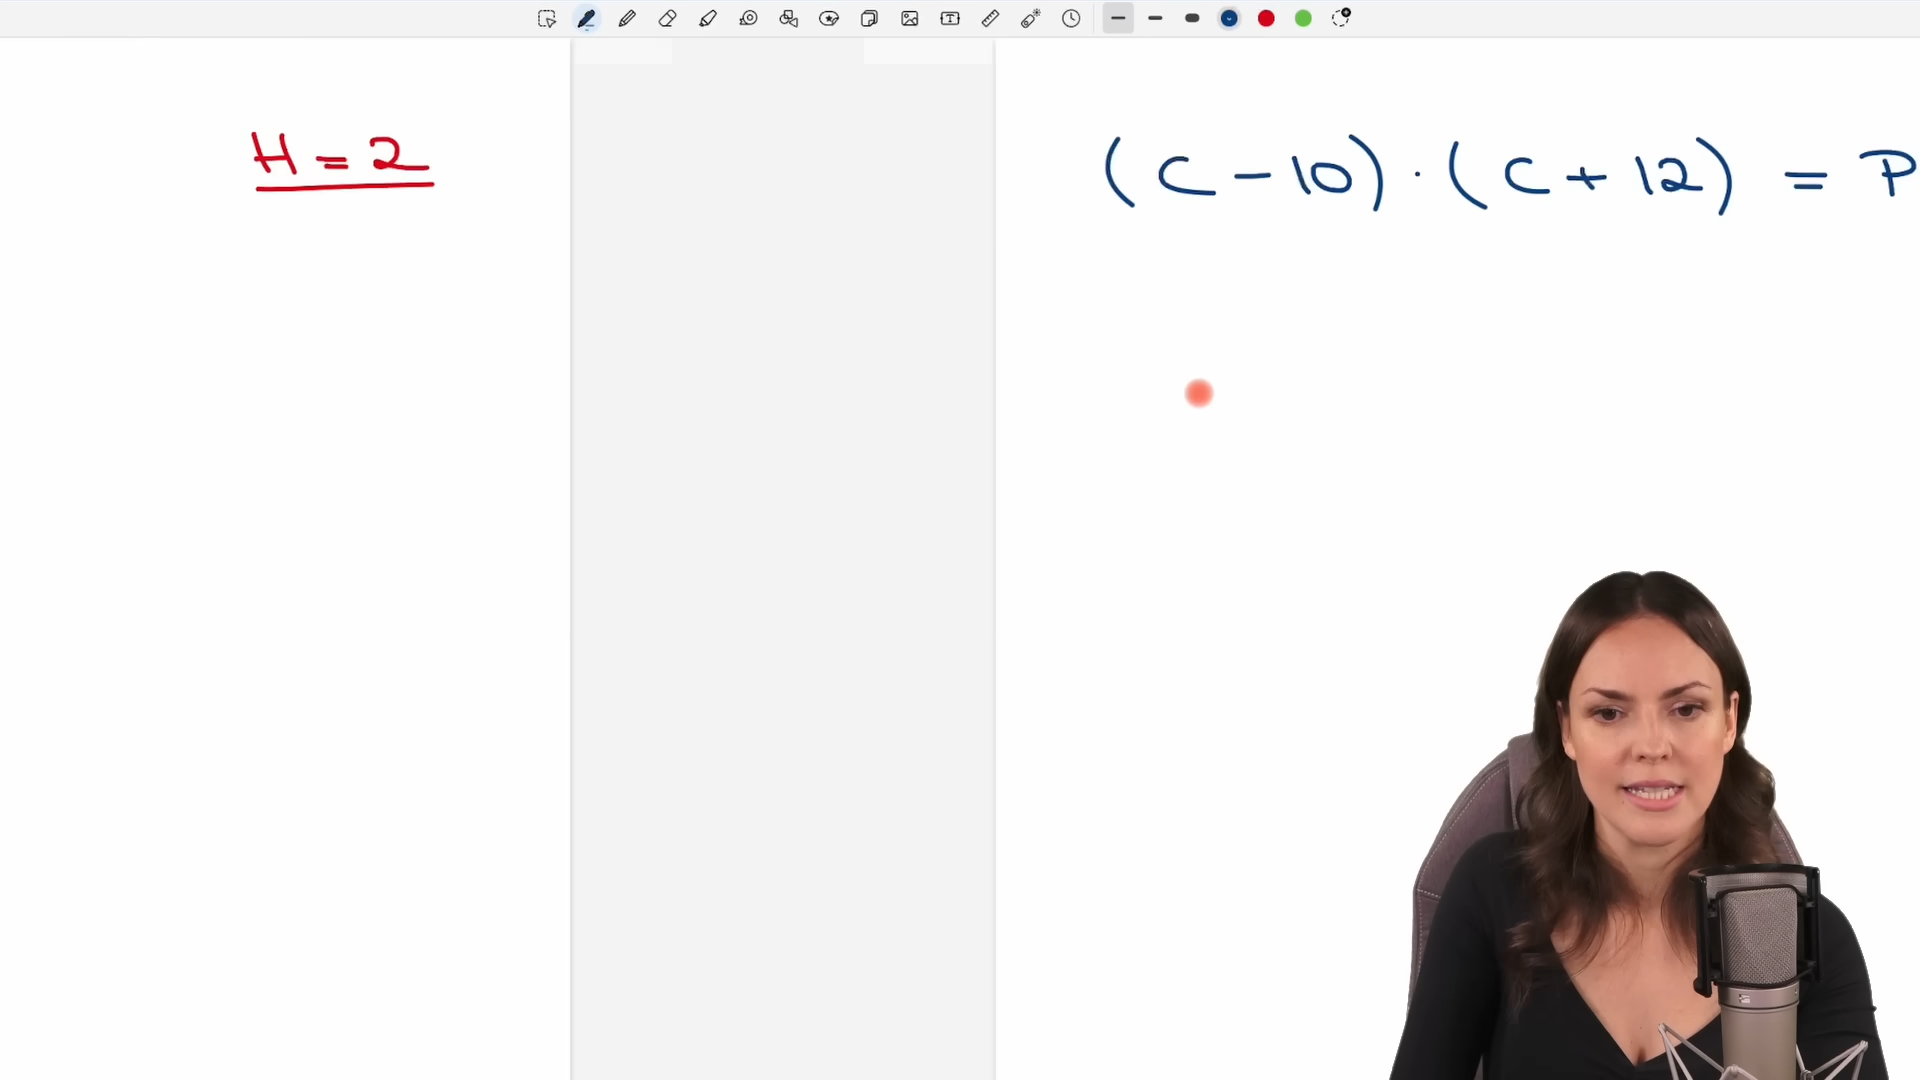 H = 2
(C - 10) · (C + 12) = P